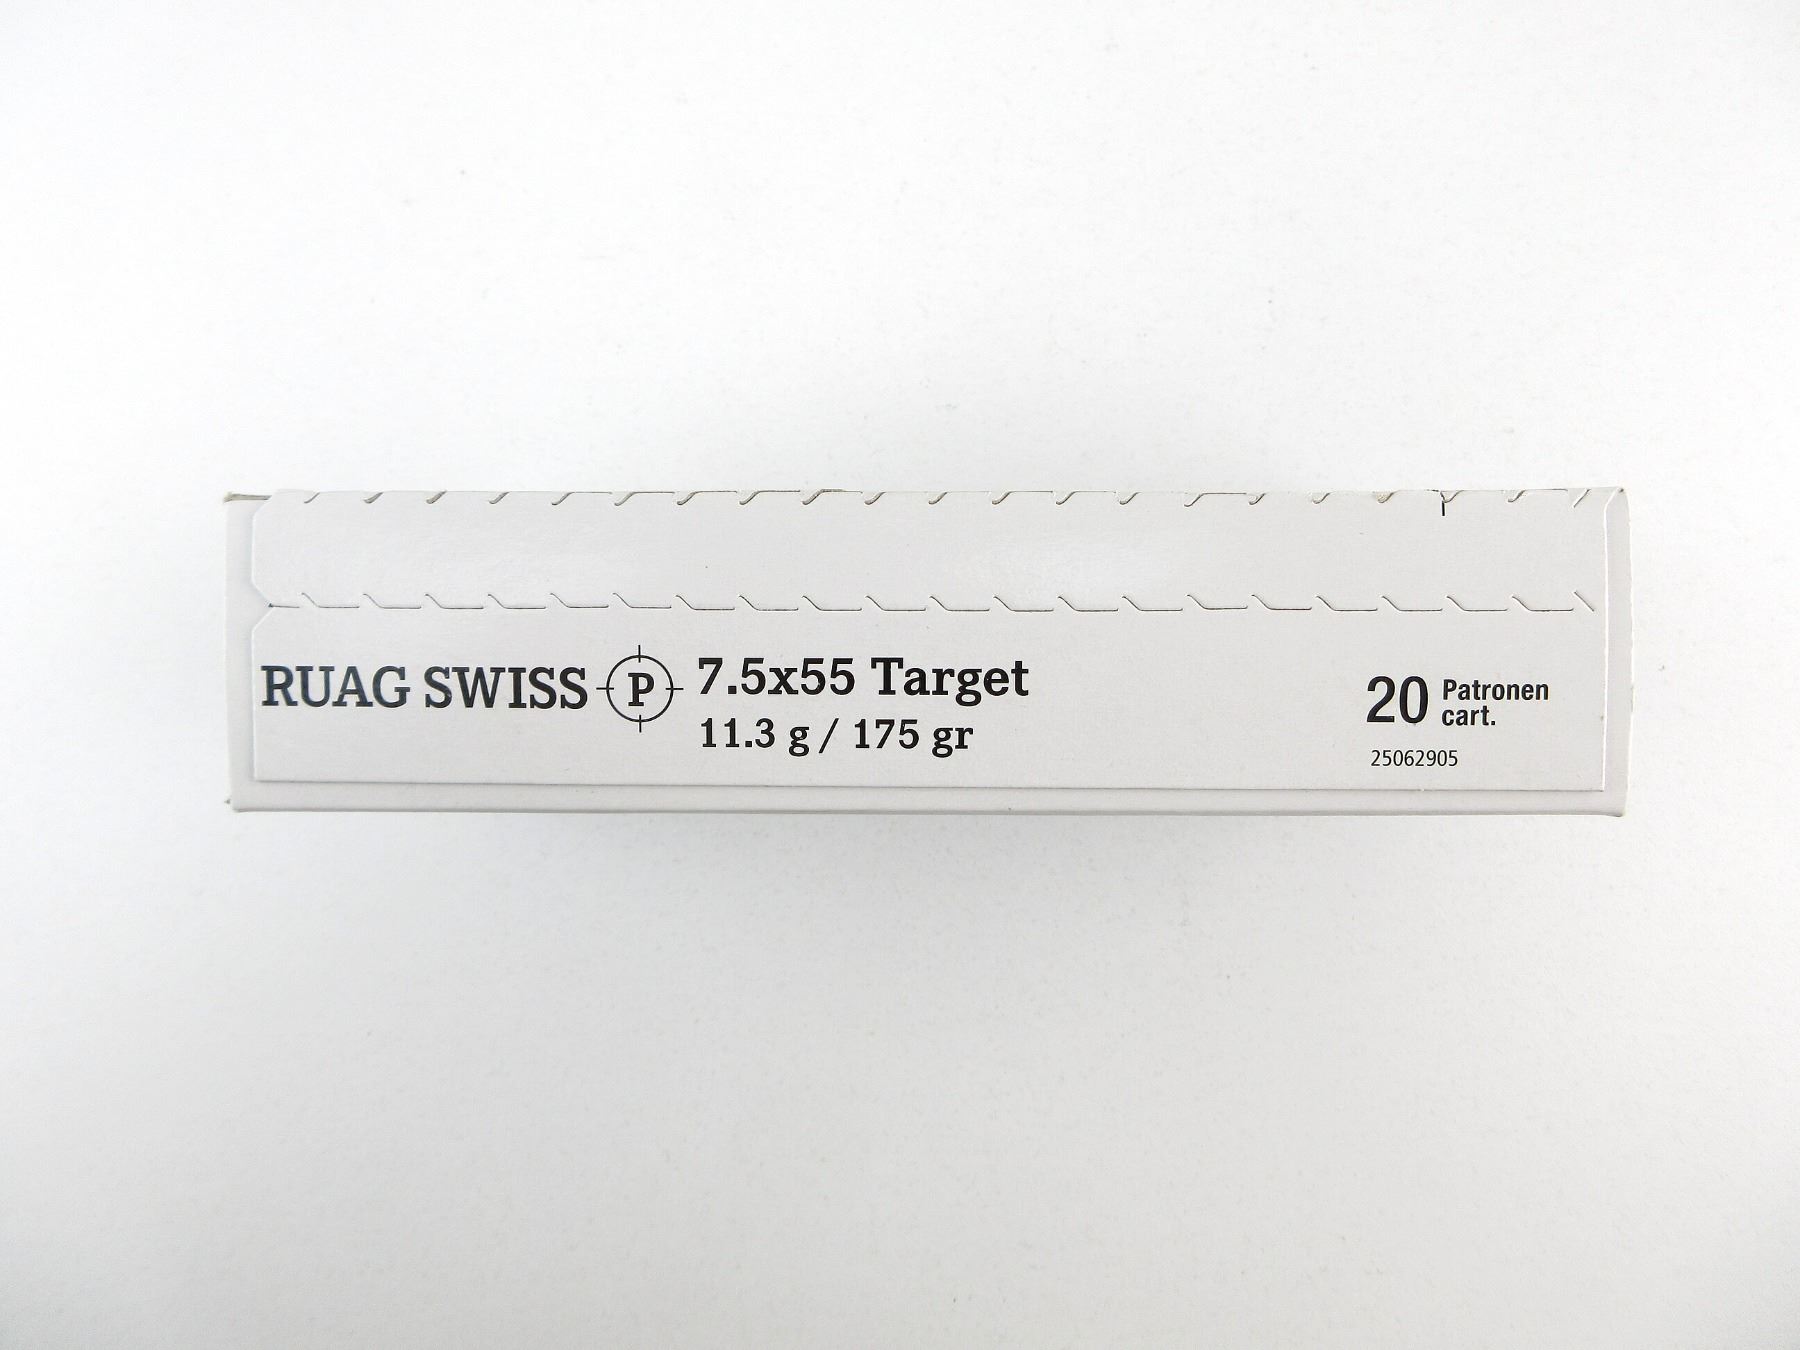 RUAG SWISS P 7.5x55 Target
11.3 g / 175 gr
20 Patronen
cart.
25062905